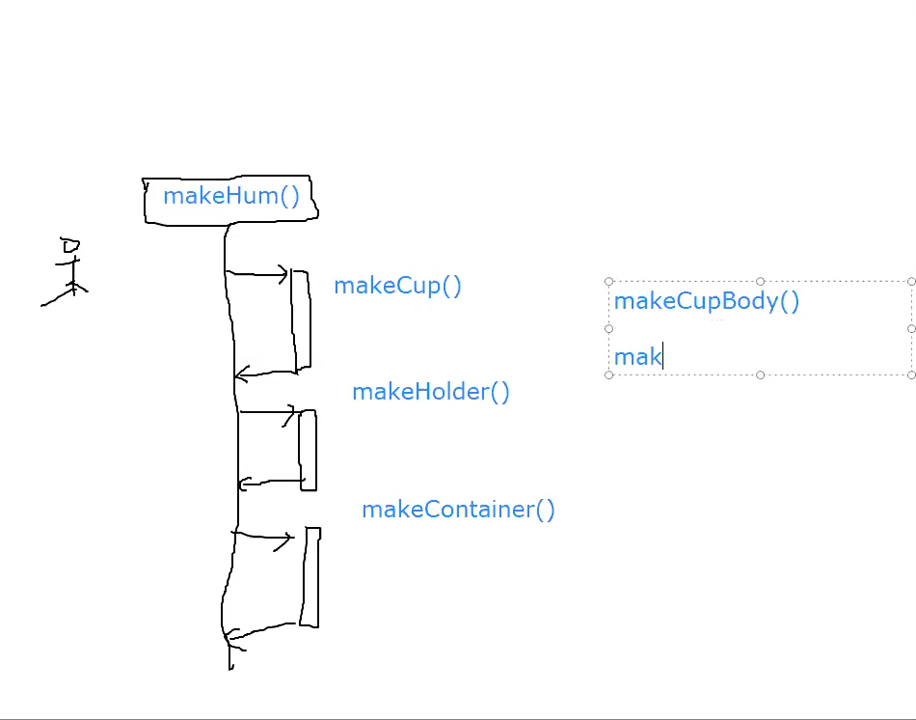 makeHum()
makeCup()
makeHolder()
makeContainer()
makeCupBody()
mak